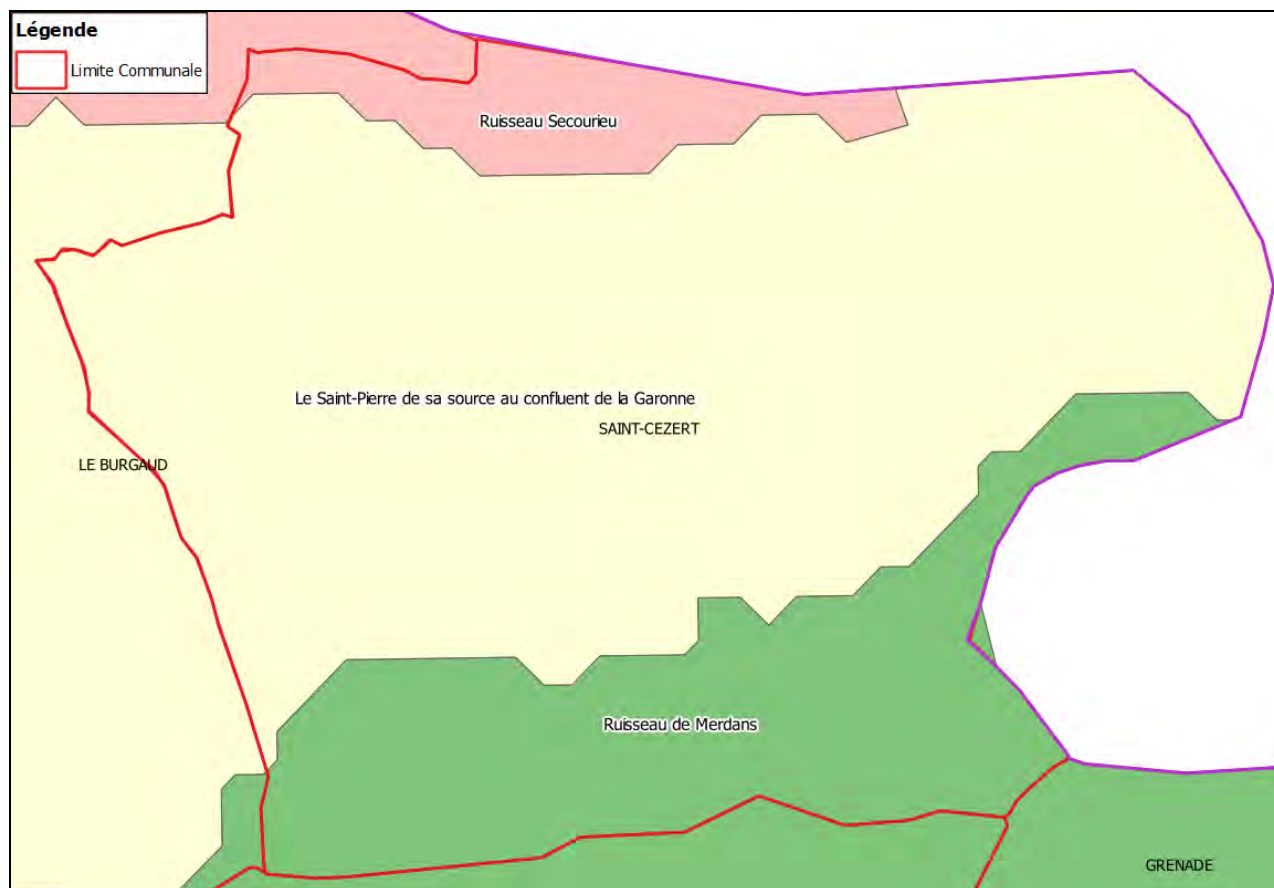 Légende
Limite Communale
Ruisseau Secourieu
Le Saint-Pierre de sa source au confluent de la Garonne
SAINT-CEZERT
LE BURGAUD
Ruisseau de Merdans
GRENADE